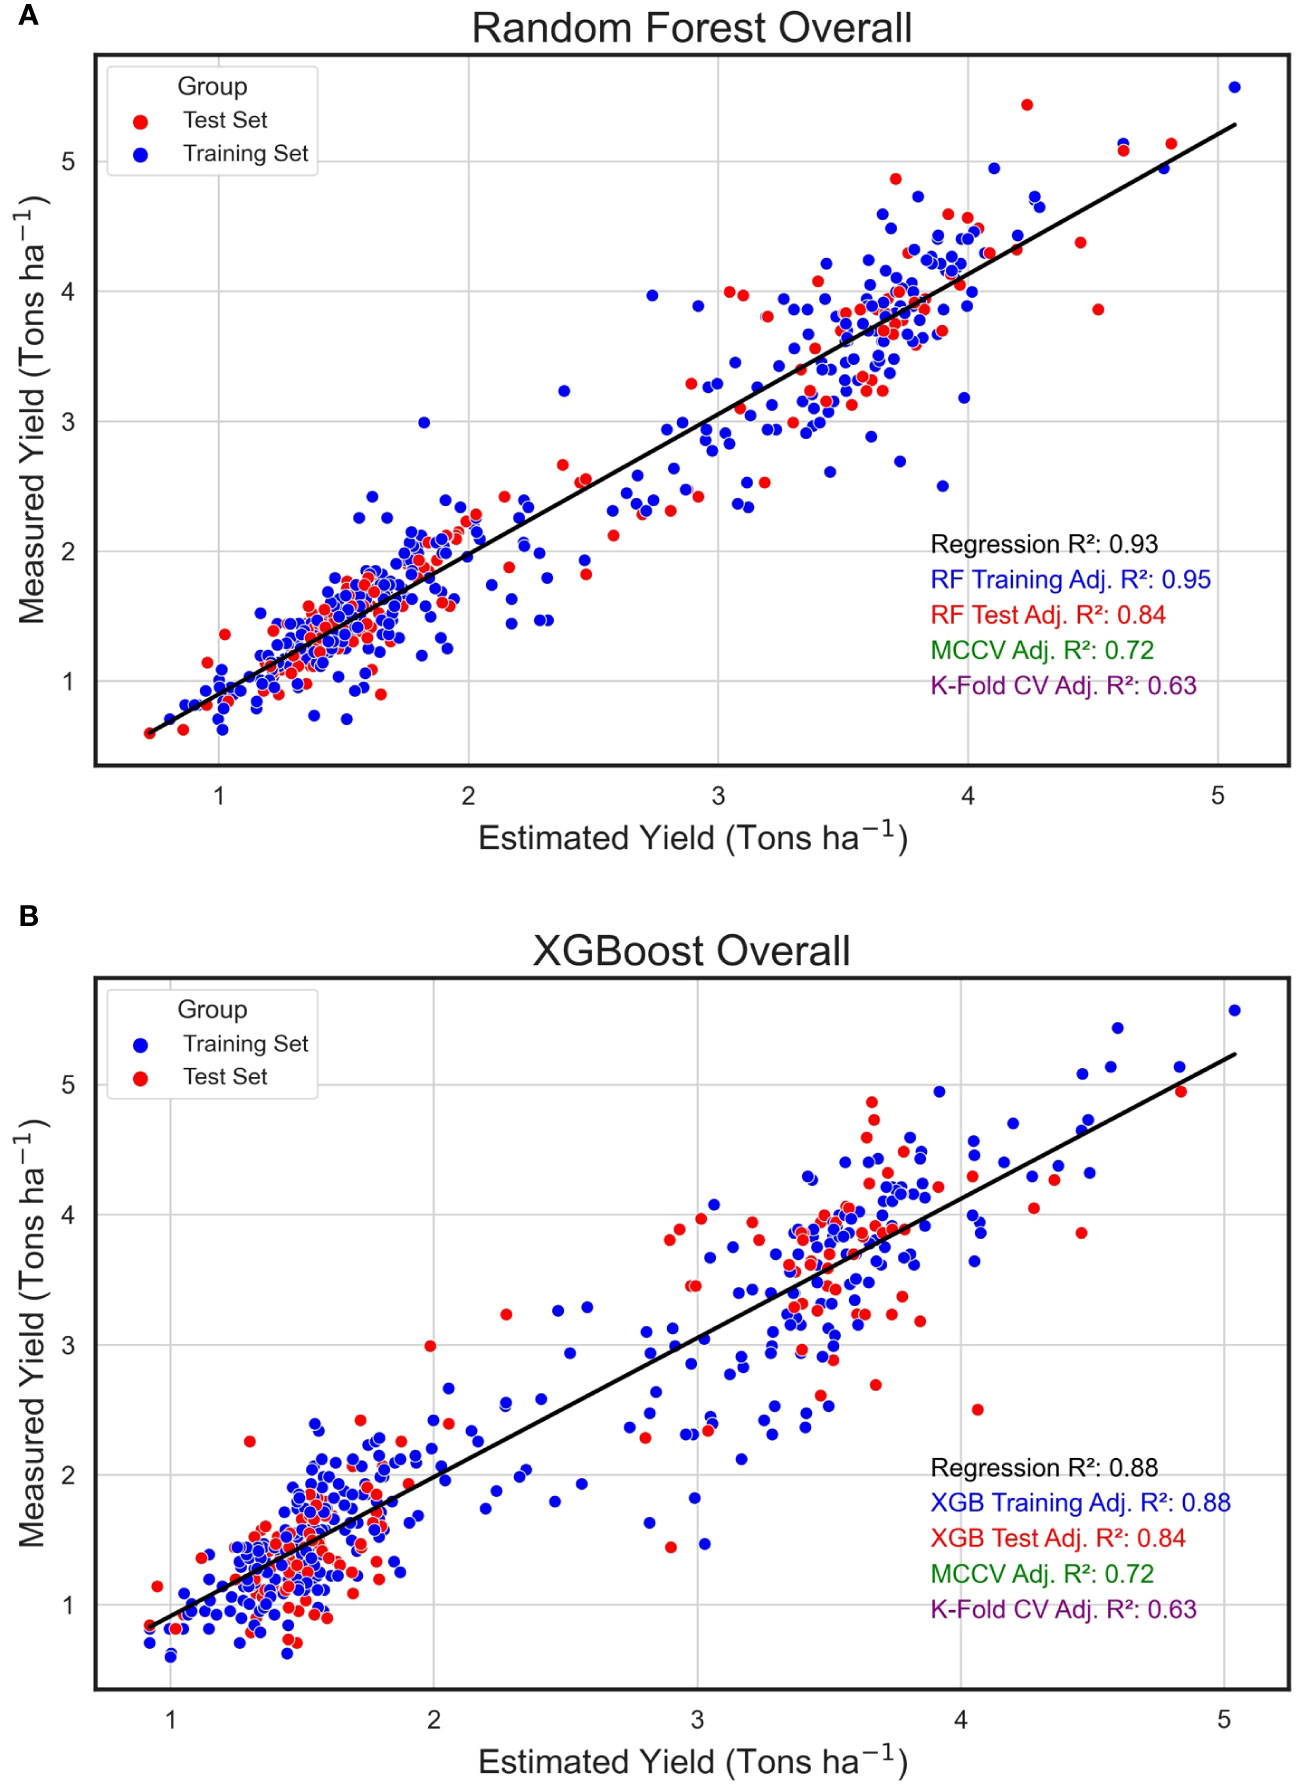 A
Random Forest Overall
Group
Test Set
Training Set
5
4
3
2
1
Measured Yield (Tons ha⁻¹)
Regression R²: 0.93
RF Training Adj. R²: 0.95
RF Test Adj. R²: 0.84
MCCV Adj. R²: 0.72
K-Fold CV Adj. R²: 0.63
1 2 3 4 5
Estimated Yield (Tons ha⁻¹)
B
XGBoost Overall
Group
Training Set
Test Set
5
4
3
2
1
Measured Yield (Tons ha⁻¹)
Regression R²: 0.88
XGB Training Adj. R²: 0.88
XGB Test Adj. R²: 0.84
MCCV Adj. R²: 0.72
K-Fold CV Adj. R²: 0.63
1 2 3 4 5
Estimated Yield (Tons ha⁻¹)